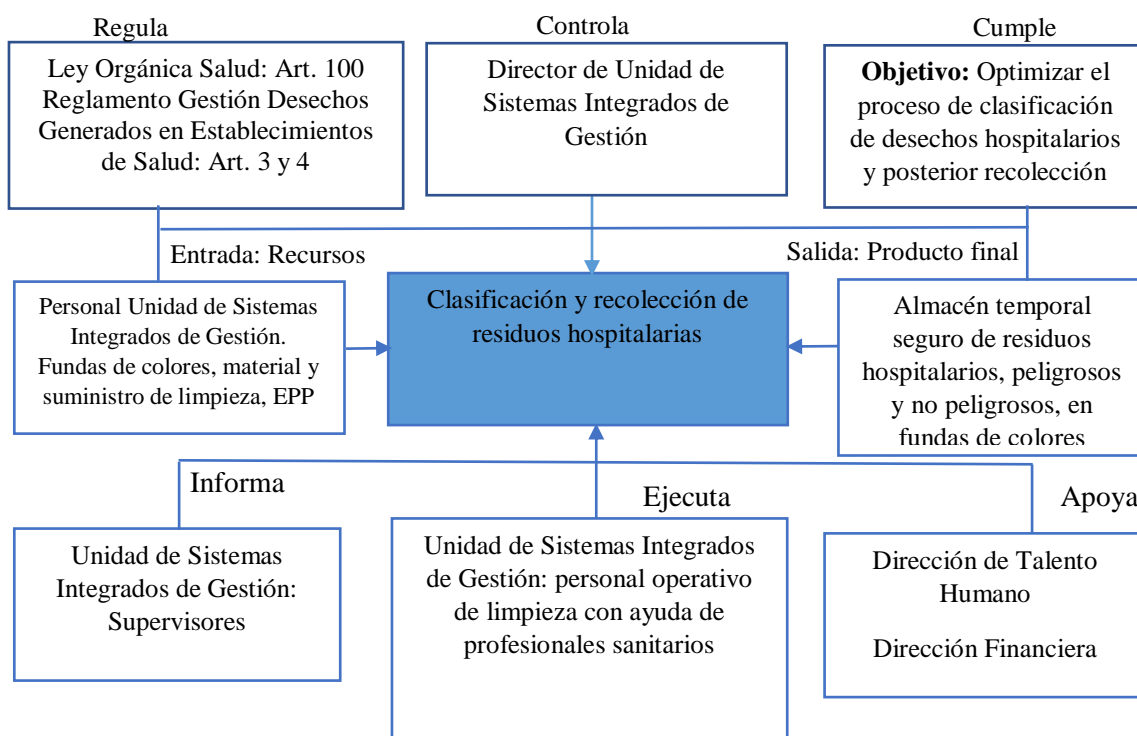 Regula
Controla
Cumple
Ley Orgánica Salud: Art. 100
Reglamento Gestión Desechos
Generados en Establecimientos
de Salud: Art. 3 y 4
Director de Unidad de
Sistemas Integrados de
Gestión
Objetivo: Optimizar el
proceso de clasificación
de desechos hospitalarios
y posterior recolección
Entrada: Recursos
Salida: Producto final
Personal Unidad de Sistemas
Integrados de Gestión.
Fundas de colores, material y
suministro de limpieza, EPP
Clasificación y recolección de
residuos hospitalarias
Almacén temporal
seguro de residuos
hospitalarios, peligrosos
y no peligrosos, en
fundas de colores
Informa
Ejecuta
Apoya
Unidad de Sistemas
Integrados de Gestión:
Supervisores
Unidad de Sistemas Integrados
de Gestión: personal operativo
de limpieza con ayuda de
profesionales sanitarios
Dirección de Talento
Humano
Dirección Financiera